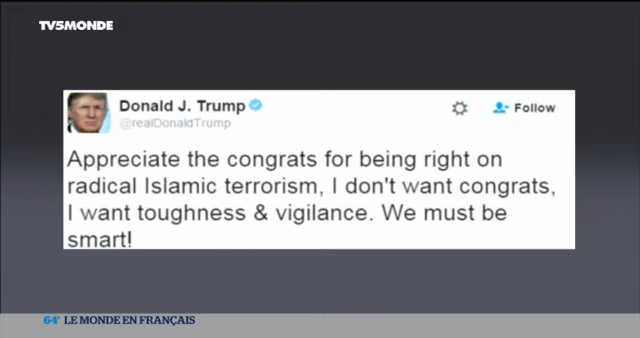 TV5MONDE
Donald J. Trump
@realDonaldTrump
Follow
Appreciate the congrats for being right on
radical Islamic terrorism, I don't want congrats,
I want toughness & vigilance. We must be
smart!
64' LE MONDE EN FRANÇAIS